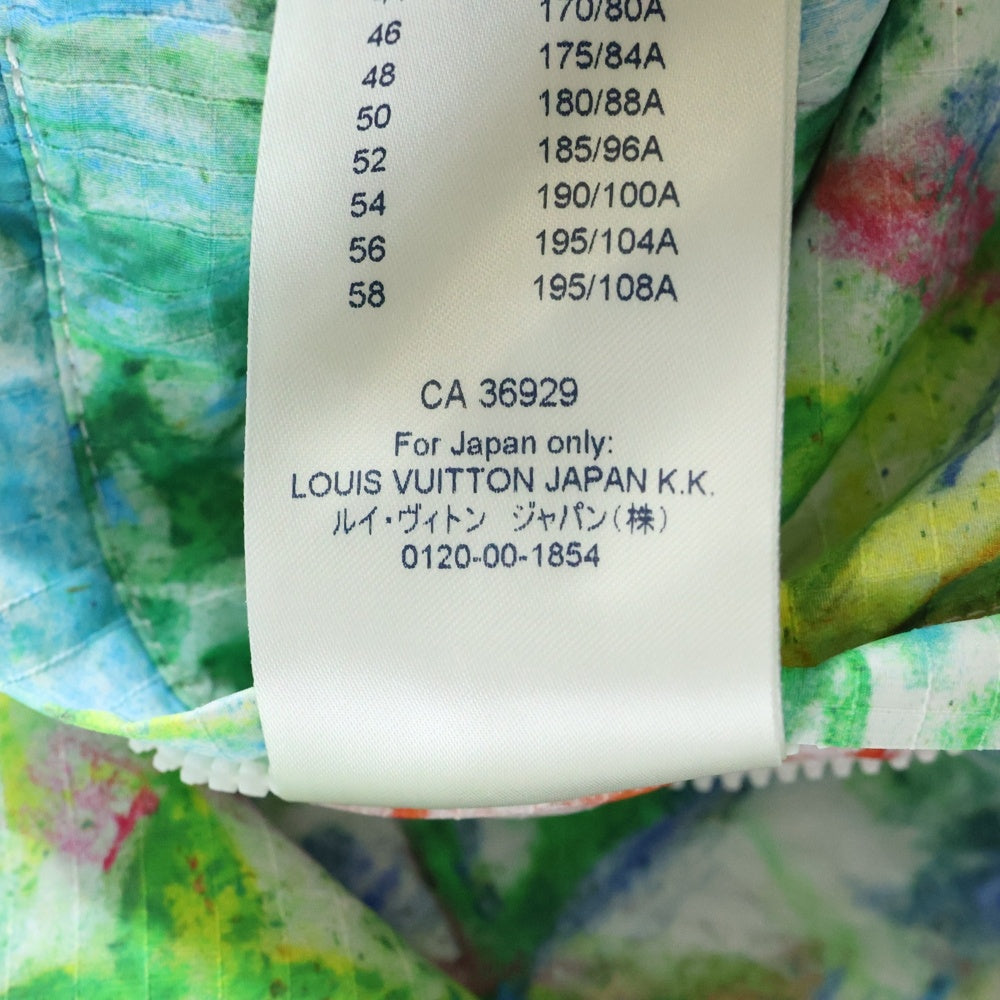 170/80A
46 175/84A
48 180/88A
50 185/96A
52 190/100A
54 195/104A
56 195/108A
58
CA 36929
For Japan only:
LOUIS VUITTON JAPAN K.K.
ルイ・ヴィトン ジャパン(株)
0120-00-1854